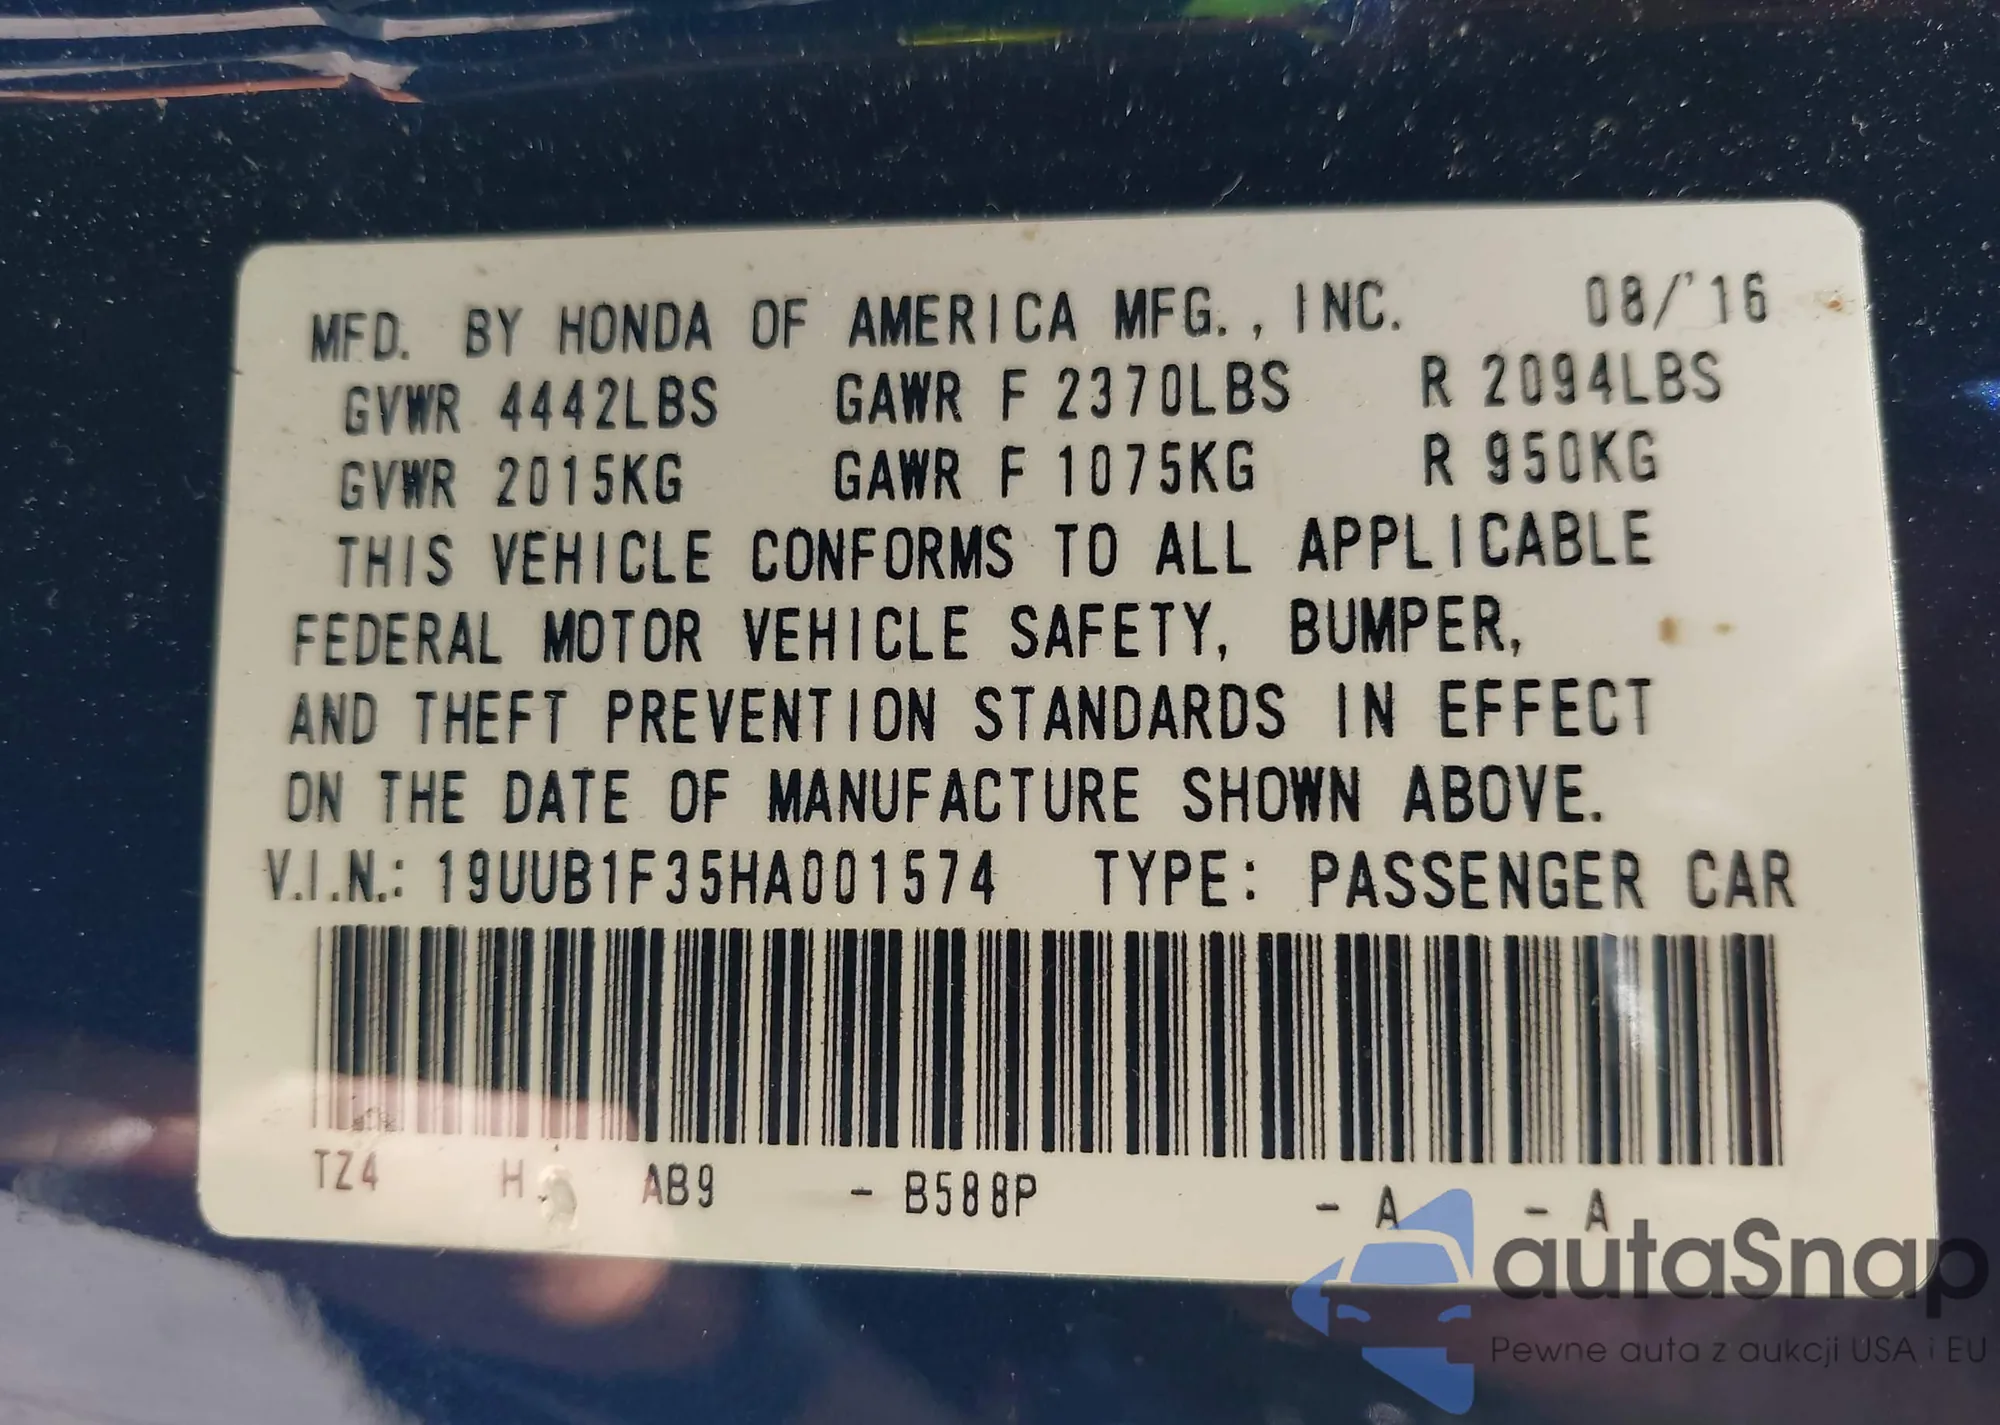 MFD. BY HONDA OF AMERICA MFG., INC. 08/'16
GVWR 4442LBS GAWR F 2370LBS R 2094LBS
GVWR 2015KG GAWR F 1075KG R 950KG
THIS VEHICLE CONFORMS TO ALL APPLICABLE
FEDERAL MOTOR VEHICLE SAFETY, BUMPER,
AND THEFT PREVENTION STANDARDS IN EFFECT
ON THE DATE OF MANUFACTURE SHOWN ABOVE.
V.I.N.: 19UUB1F35HA001574 TYPE: PASSENGER CAR
TZ4 H AB9 - B588P - A - A
autaSnap
Pewne auta z aukcji USA i EU